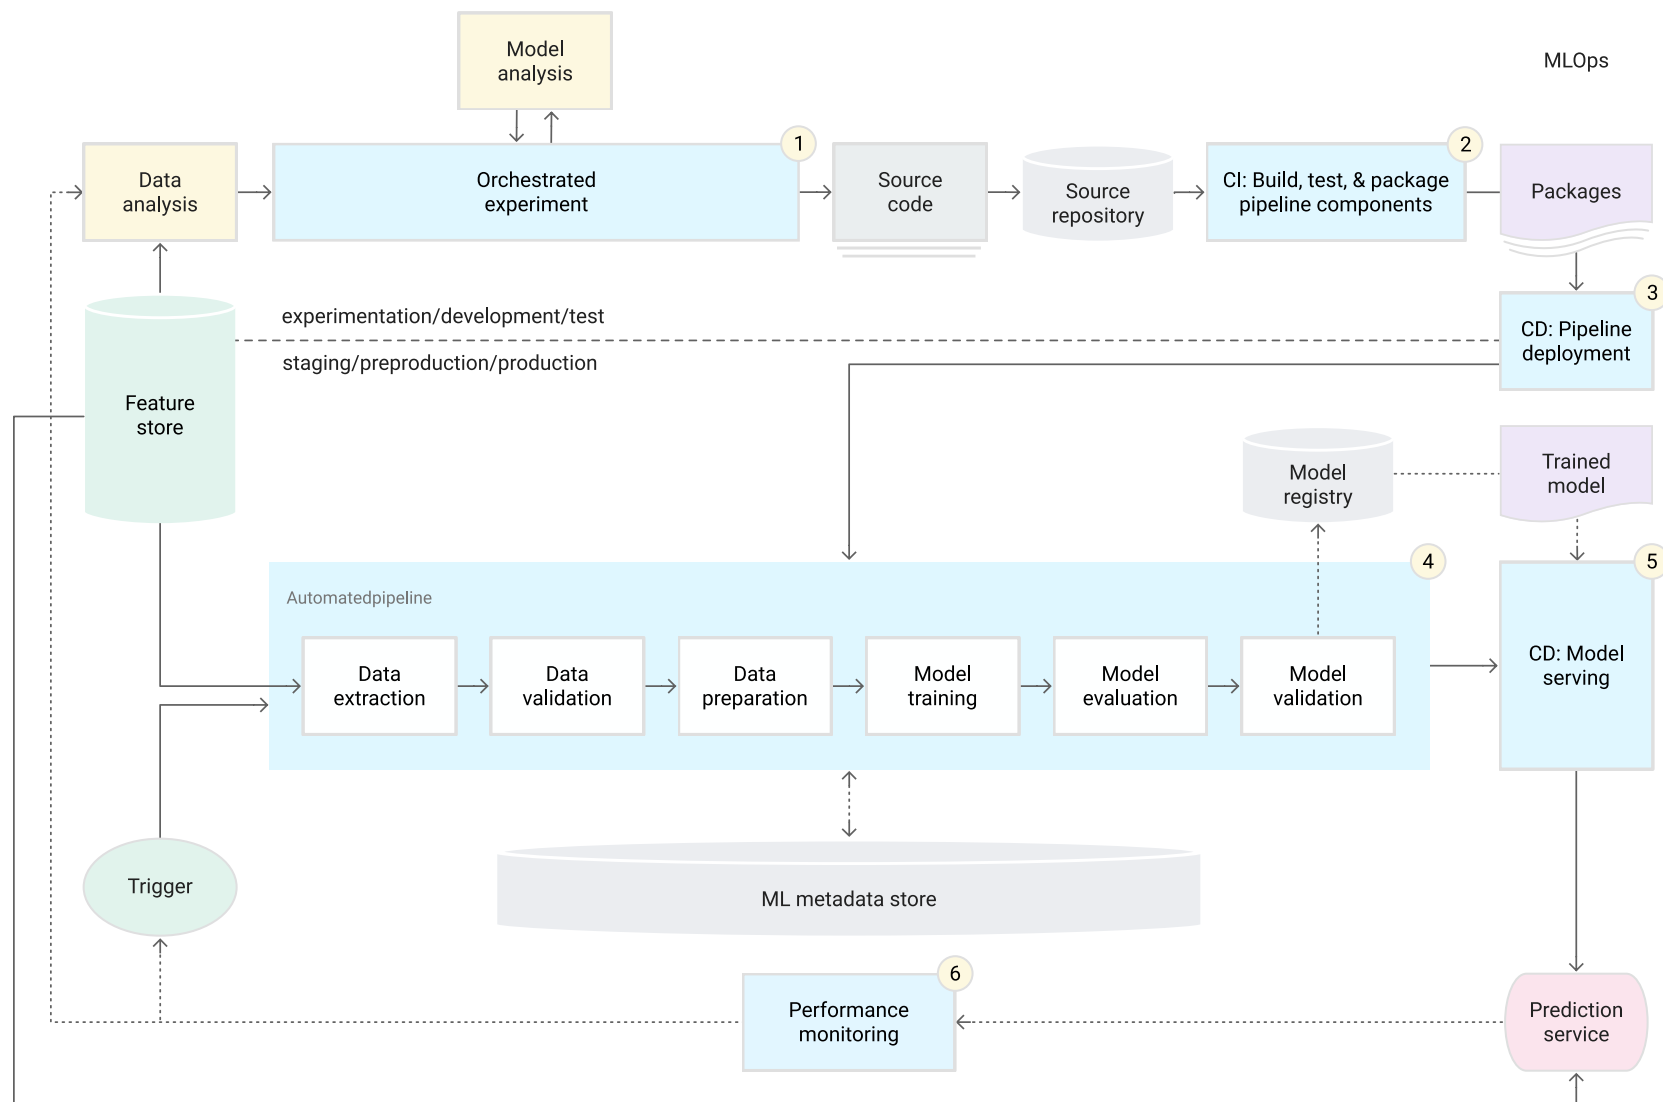 Model
analysis
MLOps
1
2
Data
analysis
Orchestrated
experiment
Source
code
Source
repository
CI: Build, test, & package
pipeline components
Packages
3
experimentation/development/test
staging/preproduction/production
CD: Pipeline
deployment
Feature
store
Model
registry
Trained
model
4
5
Automatedpipeline
Data
extraction
Data
validation
Data
preparation
Model
training
Model
evaluation
Model
validation
CD: Model
serving
Trigger
ML metadata store
6
Performance
monitoring
Prediction
service